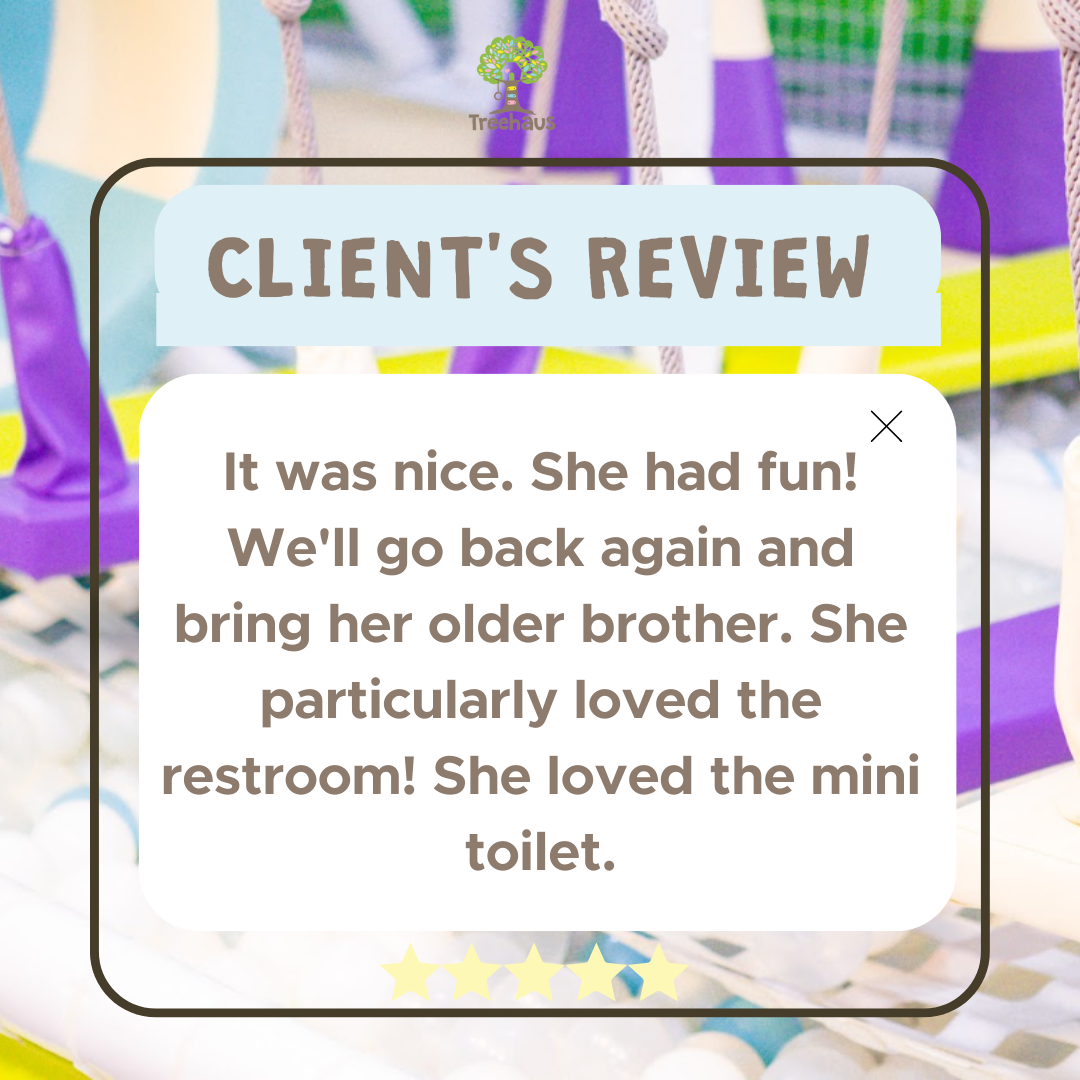 Treehaus
CLIENT'S REVIEW
It was nice. She had fun!
We'll go back again and
bring her older brother. She
particularly loved the
restroom! She loved the mini
toilet.